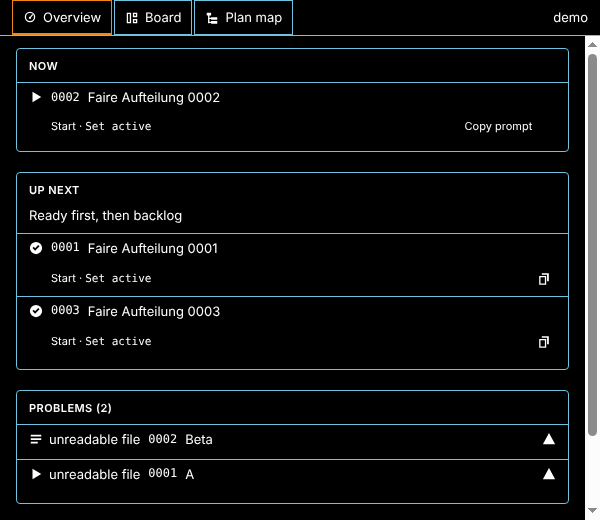 Overview Board Plan map demo
NOW
0002 Faire Aufteilung 0002
Start · Set active Copy prompt
UP NEXT
Ready first, then backlog
0001 Faire Aufteilung 0001
Start · Set active
0003 Faire Aufteilung 0003
Start · Set active
PROBLEMS (2)
unreadable file 0002 Beta
unreadable file 0001 A